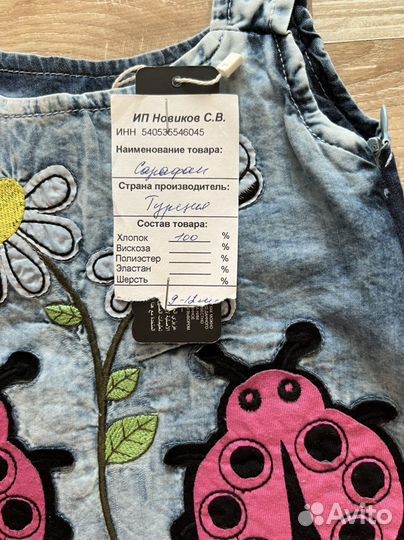 ИП Новиков С.В.
ИНН 540536546045
Наименование товара:
Сарафан
Страна производитель:
Турция
Состав товара:
Хлопок 100 %
Вискоза %
Полиэстер %
Эластан %
Шерсть %
9-12 м
Avito